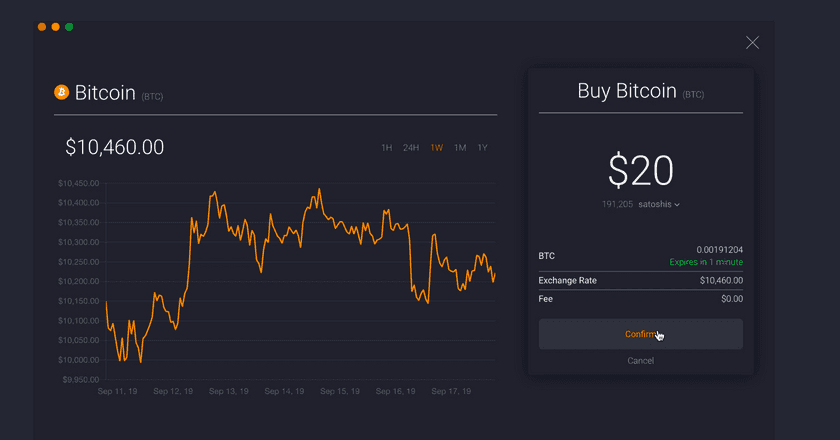 Bitcoin (BTC)
$10,460.00
1H 24H 1W 1M 1Y
$10,450.00
$10,400.00
$10,350.00
$10,300.00
$10,250.00
$10,200.00
$10,150.00
$10,100.00
$10,050.00
$10,000.00
$9,950.00
Sep 11, 19 Sep 12, 19 Sep 13, 19 Sep 14, 19 Sep 15, 19 Sep 16, 19 Sep 17, 19
Buy Bitcoin (BTC)
$20
191,205 satoshis
BTC 0.00191204
Expires in 1 minute
Exchange Rate $10,460.00
Fee $0.00
Confirm
Cancel